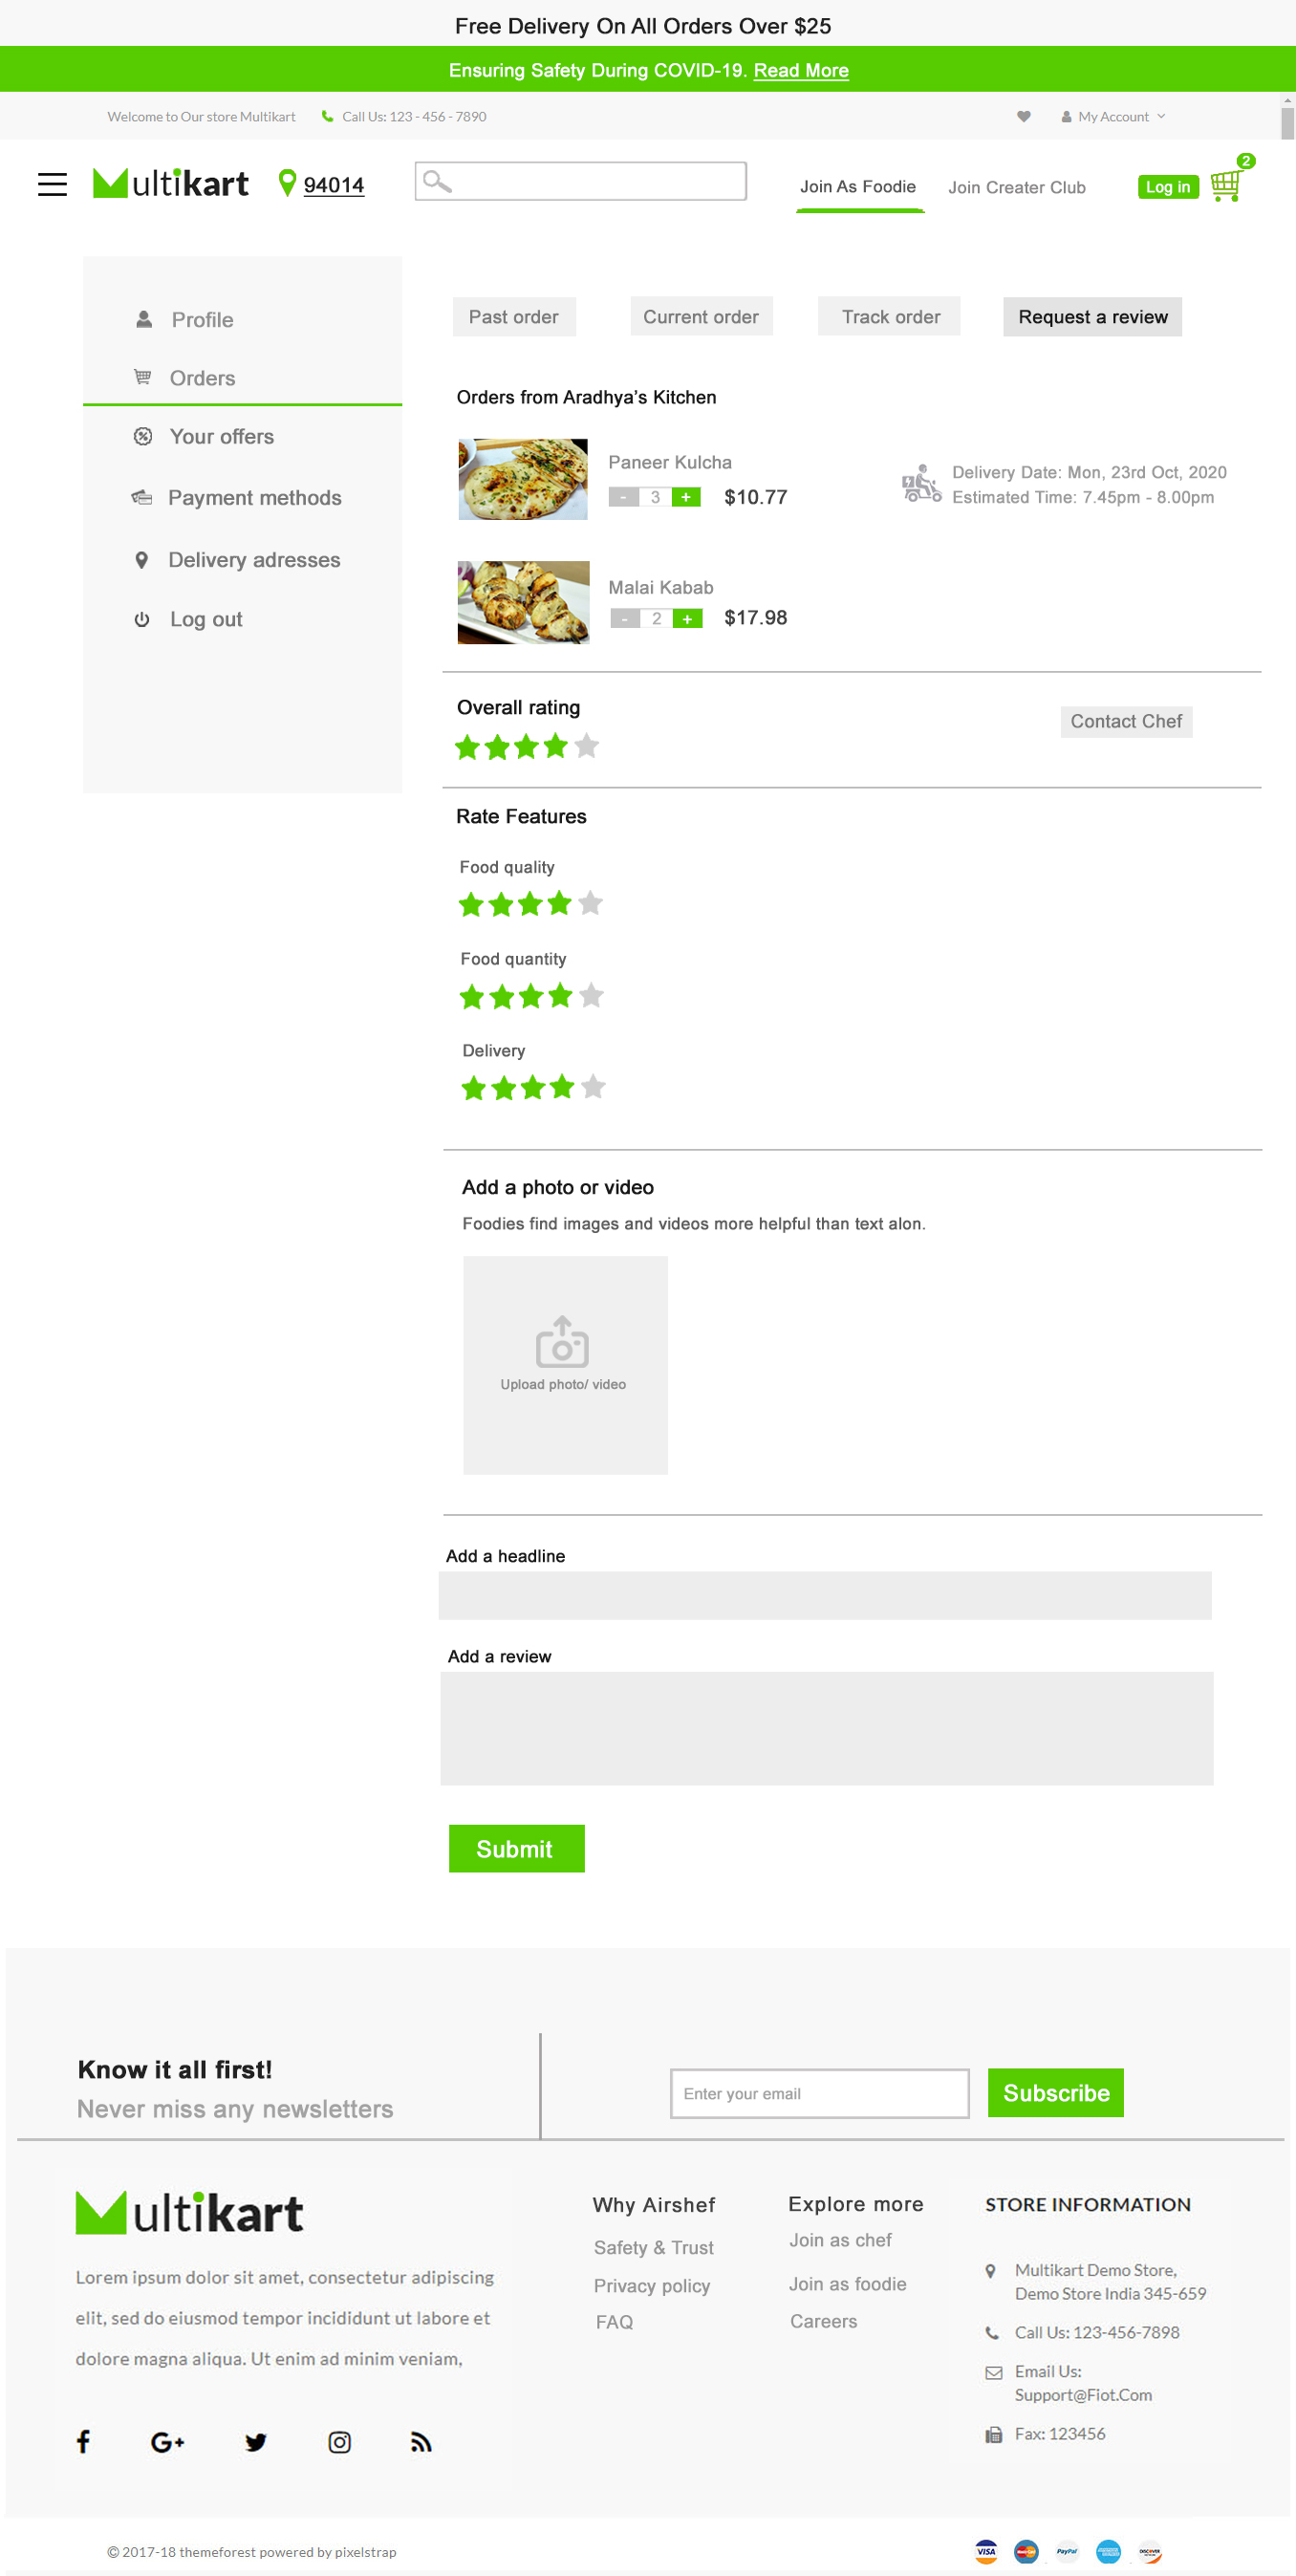 Free Delivery On All Orders Over $25
Ensuring Safety During COVID-19. Read More
Welcome to Our store Multikart
Call Us: 123 - 456 - 7890
My Account
Multikart
94014
Join As Foodie
Join Creater Club
Log in
2
Profile
Orders
Your offers
Payment methods
Delivery adresses
Log out
Past order
Current order
Track order
Request a review
Orders from Aradhya's Kitchen
Paneer Kulcha
- 3 + $10.77
Delivery Date: Mon, 23rd Oct, 2020
Estimated Time: 7.45pm - 8.00pm
Malai Kabab
- 2 + $17.98
Overall rating
Contact Chef
Rate Features
Food quality
Food quantity
Delivery
Add a photo or video
Foodies find images and videos more helpful than text alon.
Upload photo/ video
Add a headline
Add a review
Submit
Know it all first!
Never miss any newsletters
Enter your email
Subscribe
Multikart
Lorem ipsum dolor sit amet, consectetur adipiscing
elit, sed do eiusmod tempor incididunt ut labore et
dolore magna aliqua. Ut enim ad minim veniam,
Why Airshef
Safety & Trust
Privacy policy
FAQ
Explore more
Join as chef
Join as foodie
Careers
STORE INFORMATION
Multikart Demo Store,
Demo Store India 345-659
Call Us: 123-456-7898
Email Us:
Support@Fiot.Com
Fax: 123456
© 2017-18 themeforest powered by pixelstrap
VISA
PayPal
DISCOVER